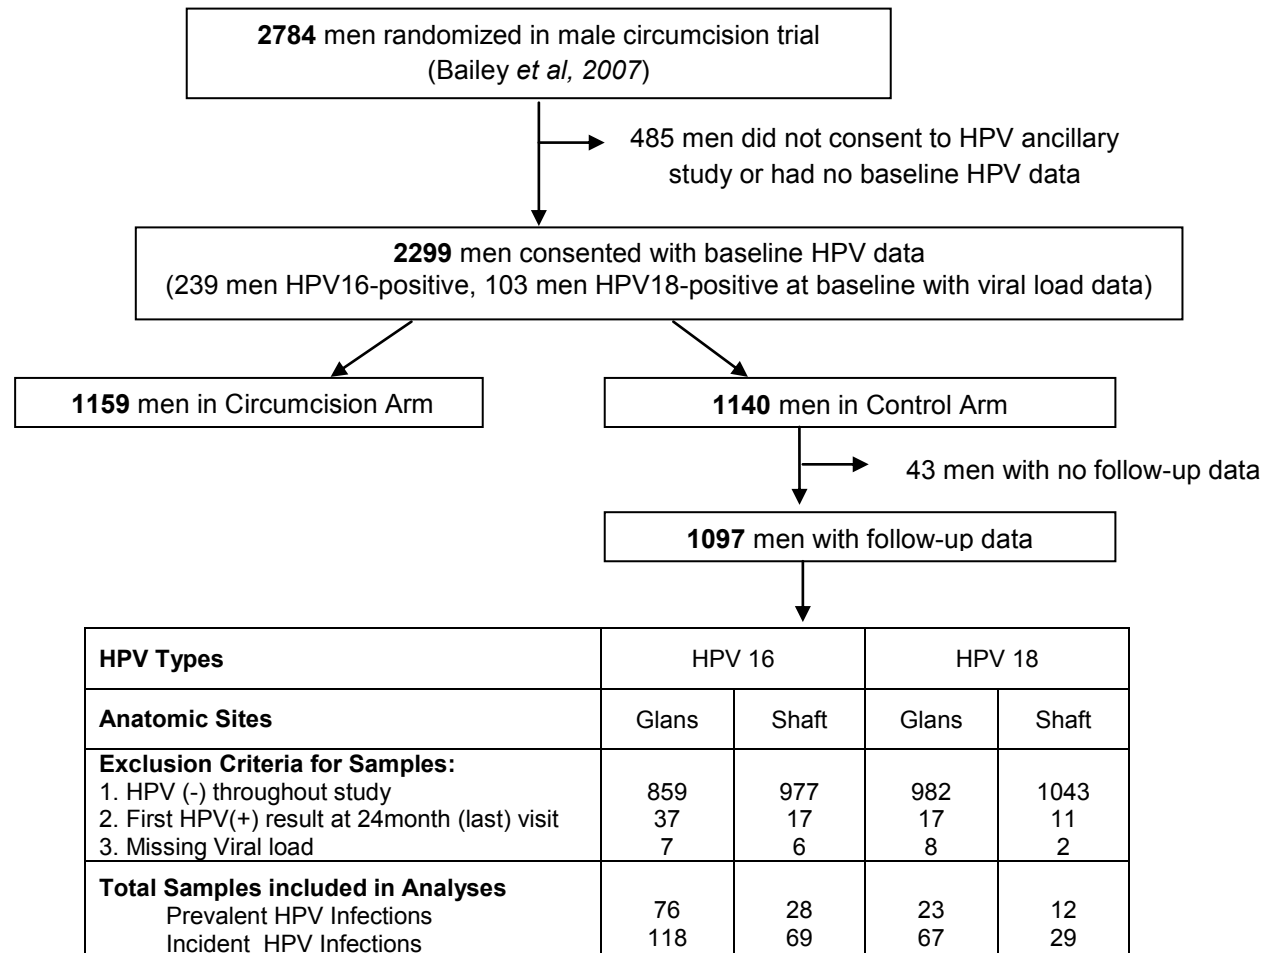 2784 men randomized in male circumcision trial
(Bailey et al, 2007)
485 men did not consent to HPV ancillary
study or had no baseline HPV data
2299 men consented with baseline HPV data
(239 men HPV16-positive, 103 men HPV18-positive at baseline with viral load data)
1159 men in Circumcision Arm
1140 men in Control Arm
43 men with no follow-up data
1097 men with follow-up data
HPV Types HPV 16 HPV 18
Anatomic Sites Glans Shaft Glans Shaft
Exclusion Criteria for Samples:
1. HPV (-) throughout study 859 977 982 1043
2. First HPV(+) result at 24month (last) visit 37 17 17 11
3. Missing Viral load 7 6 8 2
Total Samples included in Analyses
Prevalent HPV Infections 76 28 23 12
Incident HPV Infections 118 69 67 29